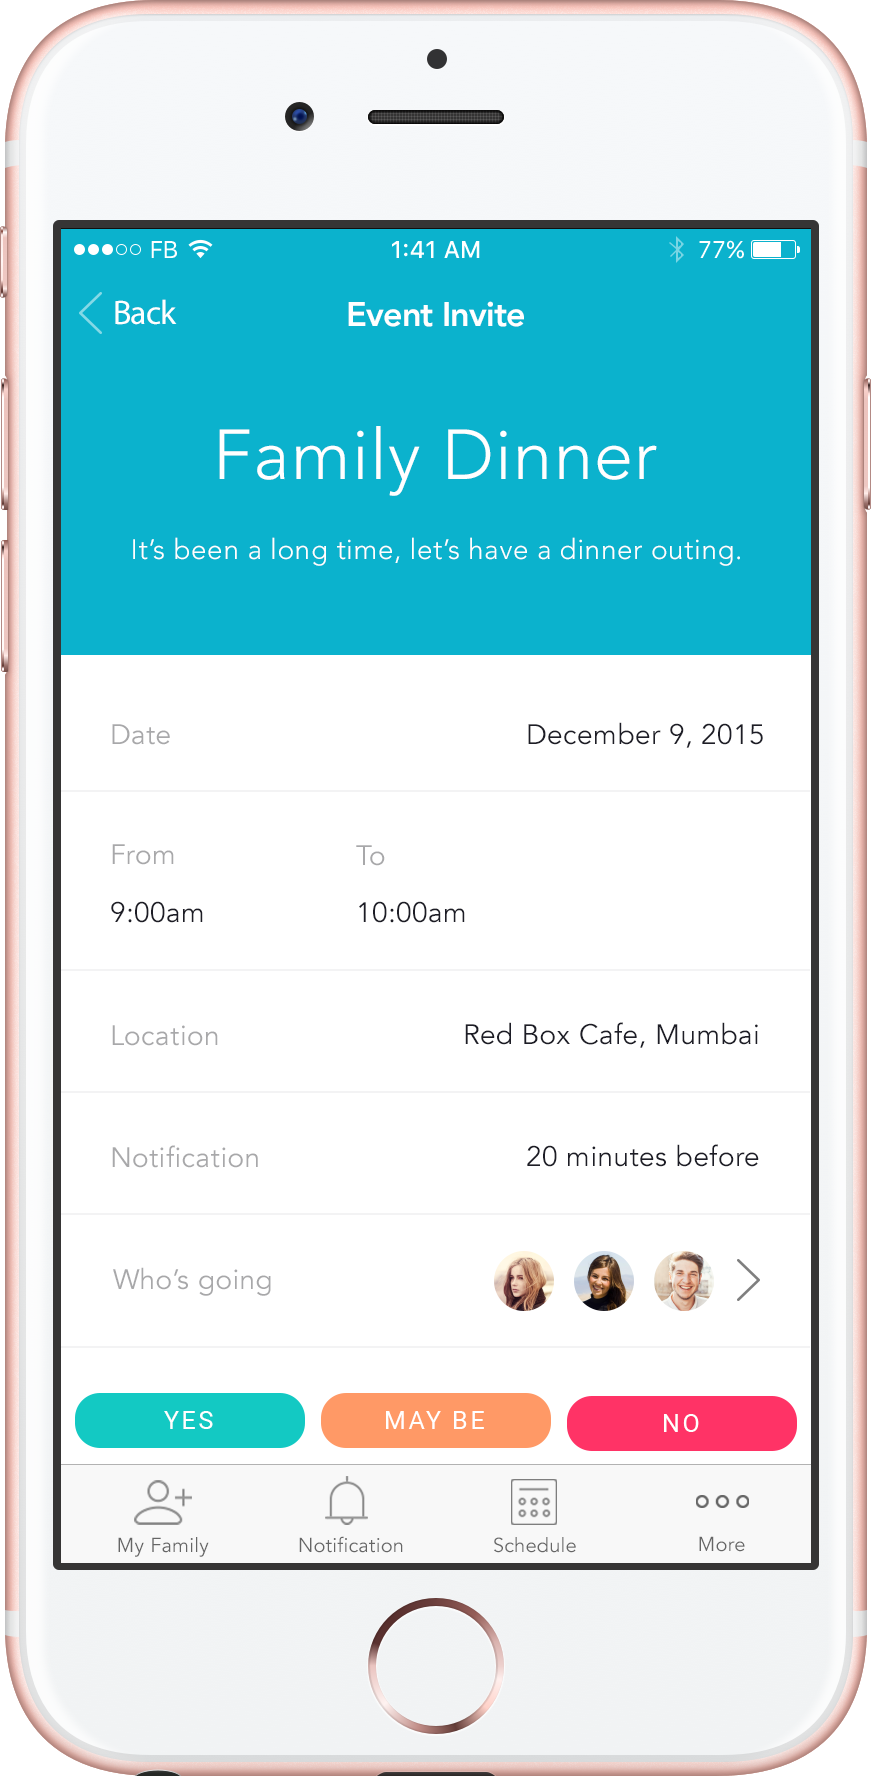 FB 1:41 AM 77%
Back Event Invite
Family Dinner
It's been a long time, let's have a dinner outing.
Date December 9, 2015
From To
9:00am 10:00am
Location Red Box Cafe, Mumbai
Notification 20 minutes before
Who's going
YES MAY BE NO
My Family Notification Schedule More